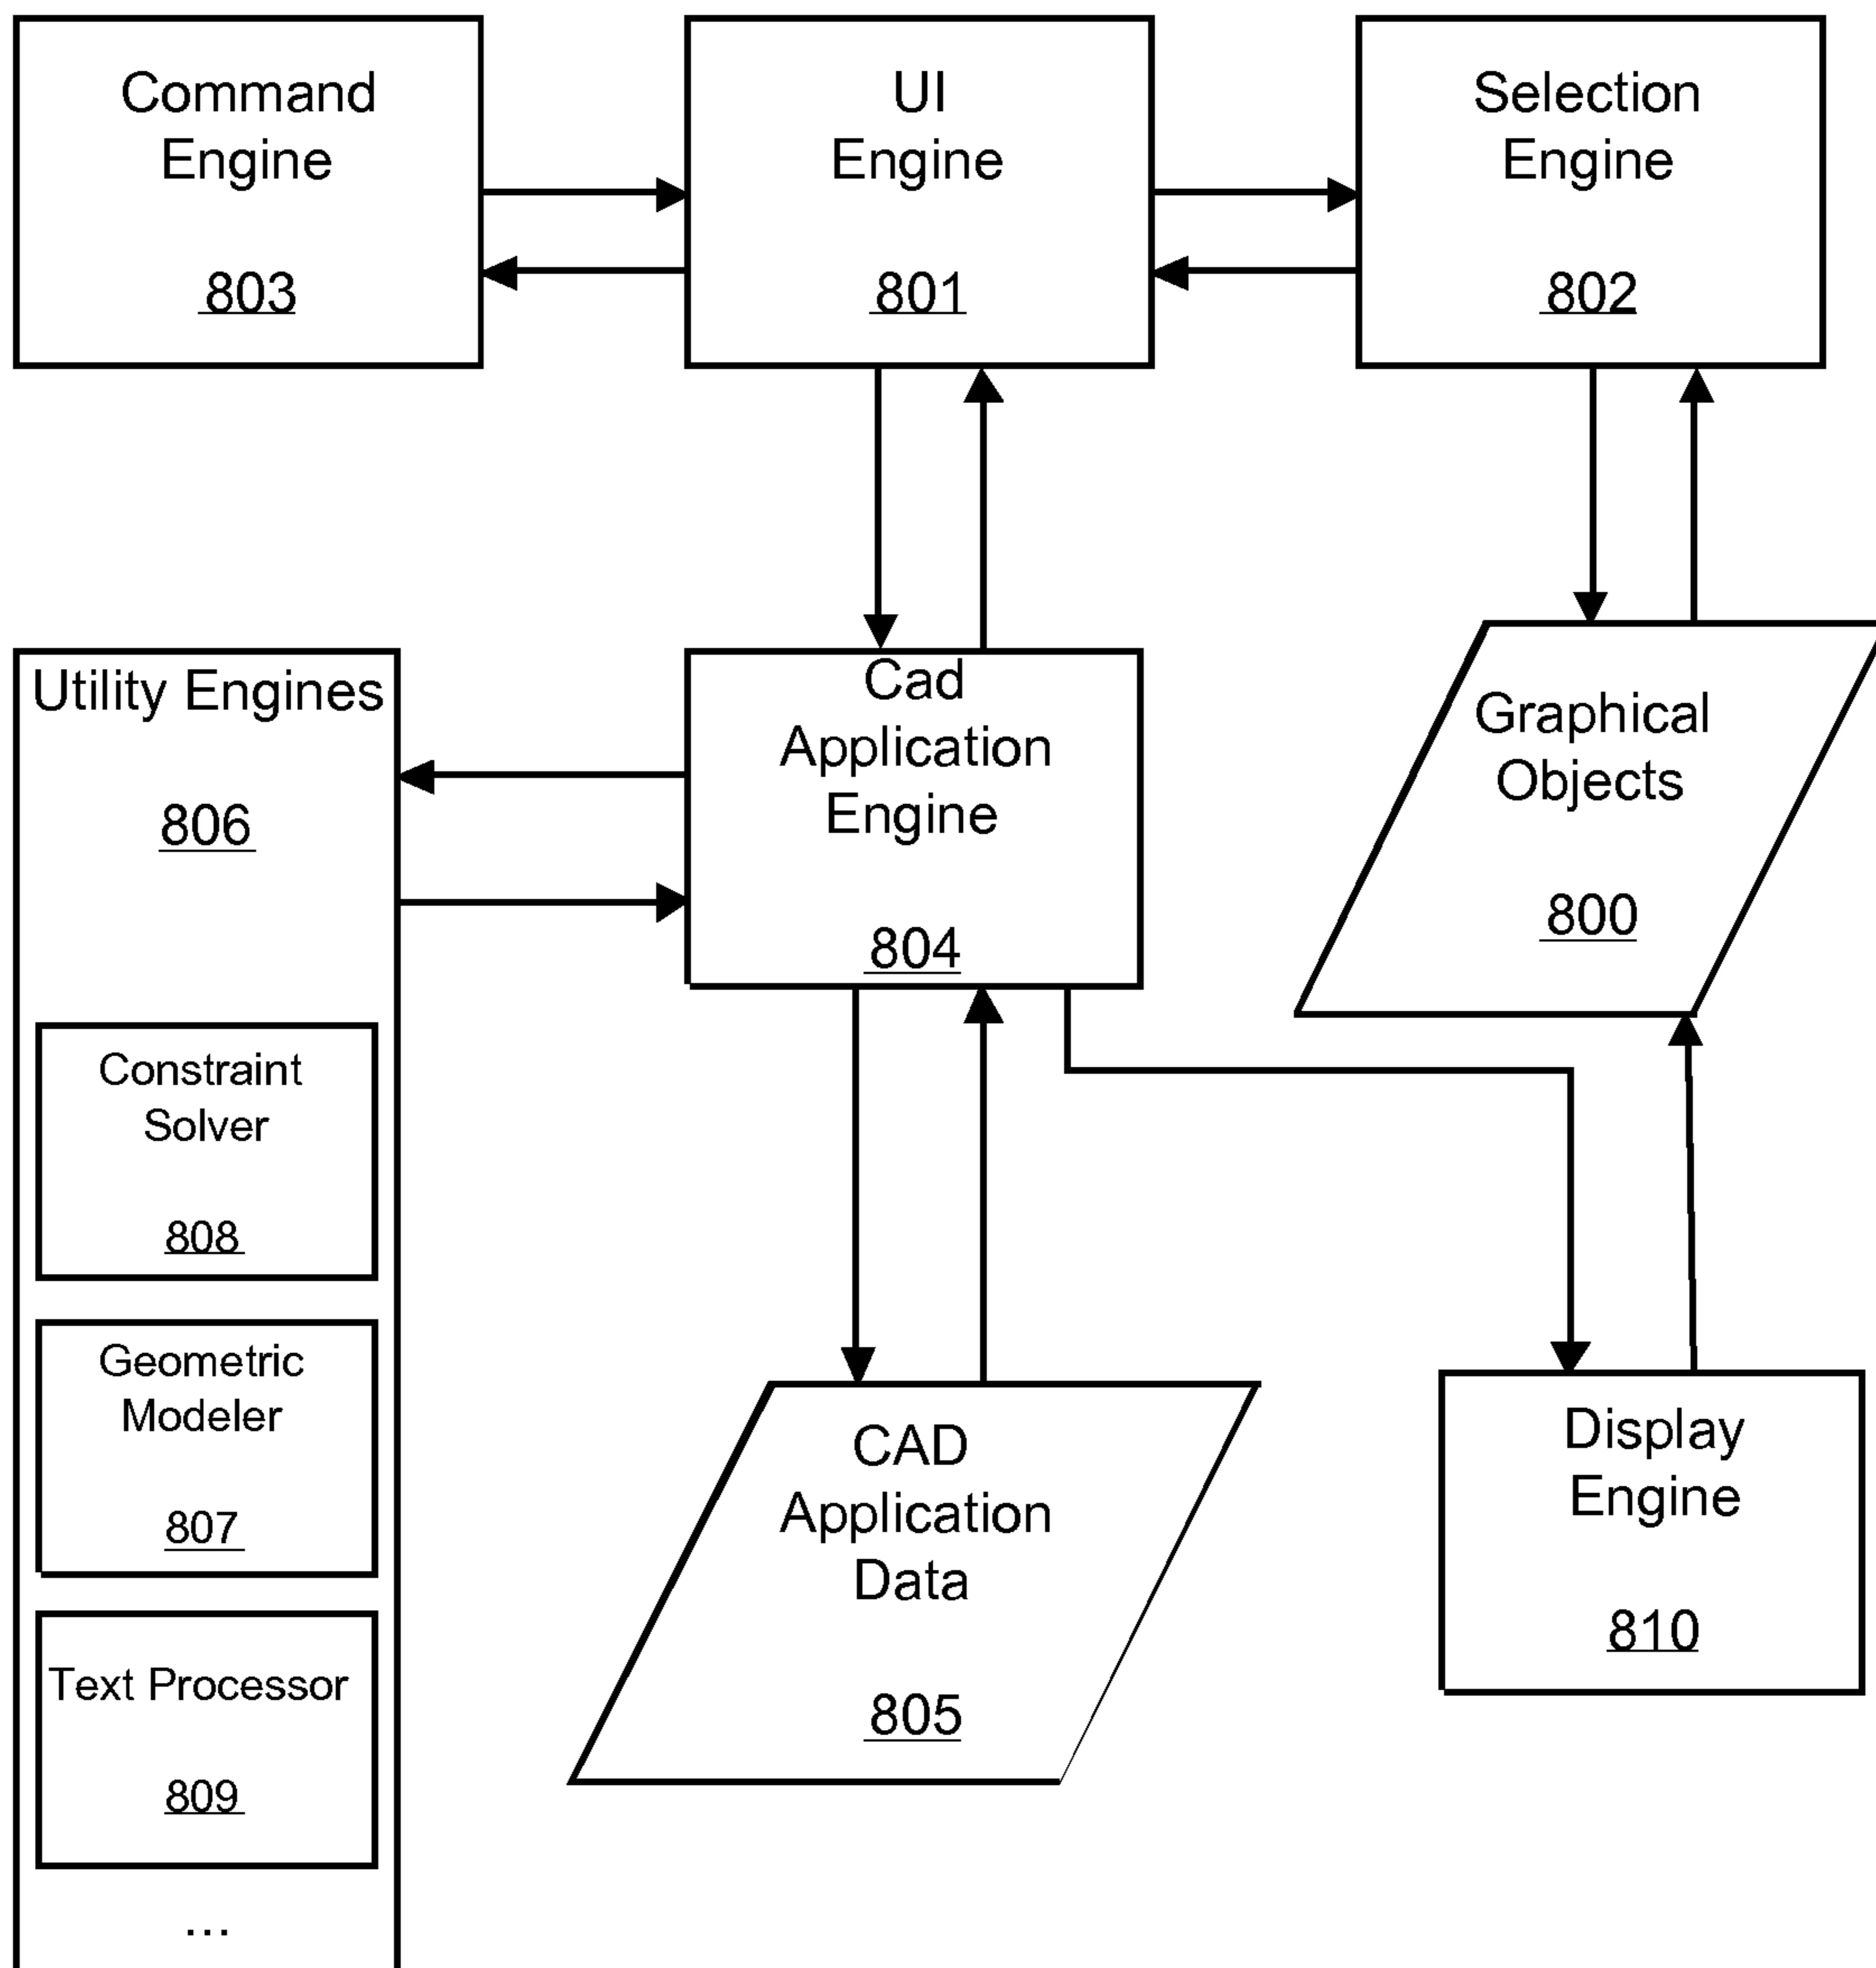 Command
Engine
803
UI
Engine
801
Selection
Engine
802
Utility Engines
806
Constraint
Solver
808
Geometric
Modeler
807
Text Processor
809
...
Cad
Application
Engine
804
Graphical
Objects
800
CAD
Application
Data
805
Display
Engine
810